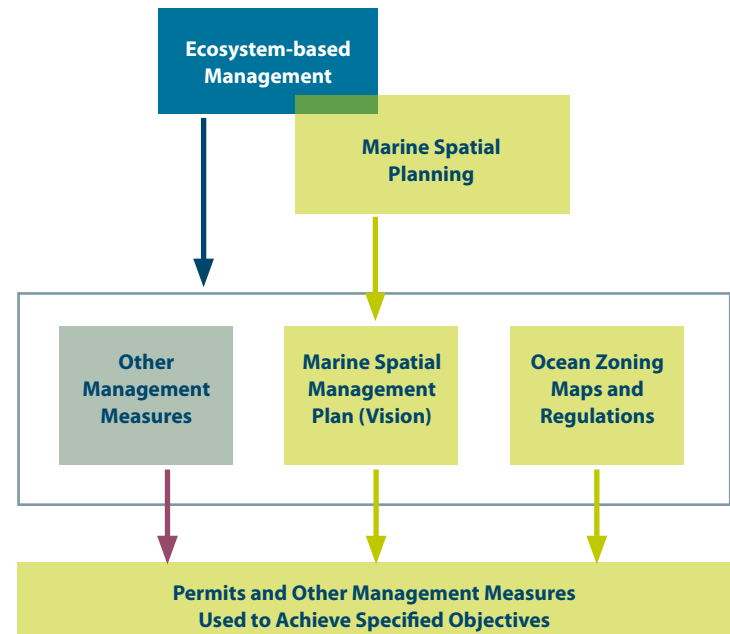 Ecosystem-based
Management
Marine Spatial
Planning
Other
Management
Measures
Marine Spatial
Management
Plan (Vision)
Ocean Zoning
Maps and
Regulations
Permits and Other Management Measures
Used to Achieve Specified Objectives